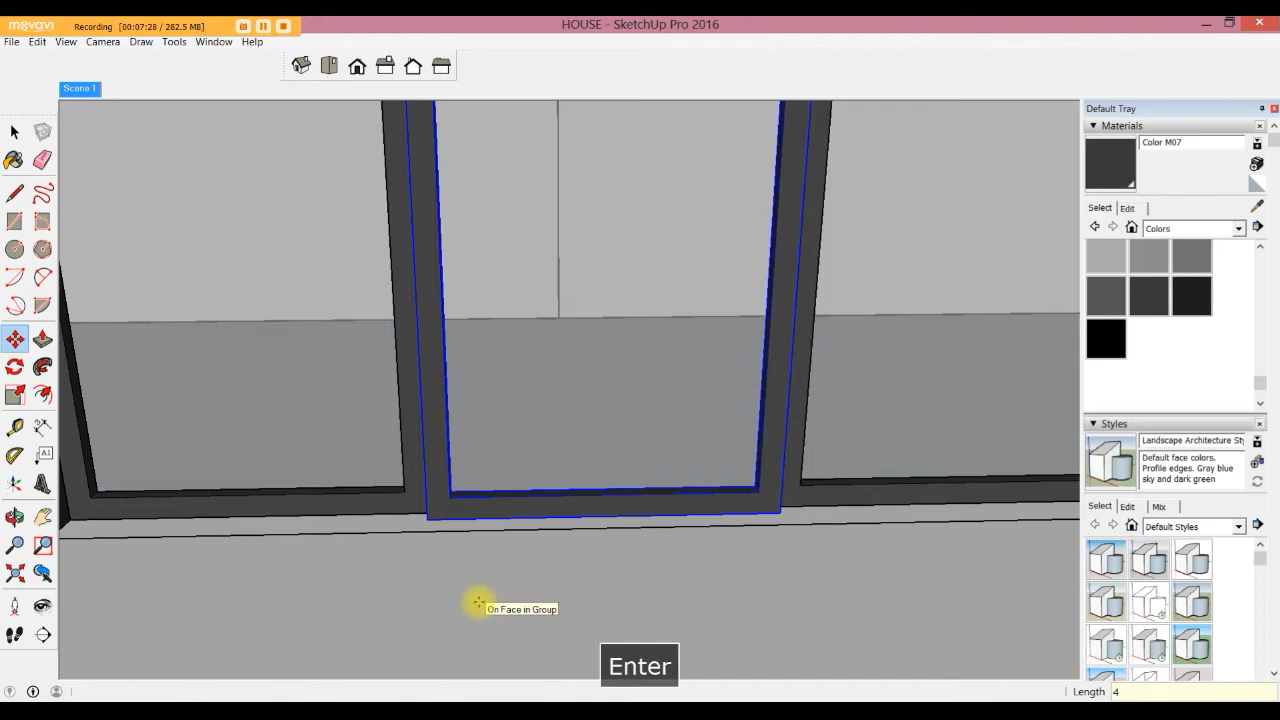 movavi
Recording [00:07:28 / 282.5 MB]
HOUSE - SketchUp Pro 2016
File Edit View Camera Draw Tools Window Help
Scene 1
Default Tray
Materials
Color M07
Select Edit
Colors
A1
Styles
Landscape Architecture Sty
Default face colors.
Profile edges. Gray blue
sky and dark green
Select Edit Mix
Default Styles
On Face in Group
Enter
Length 4